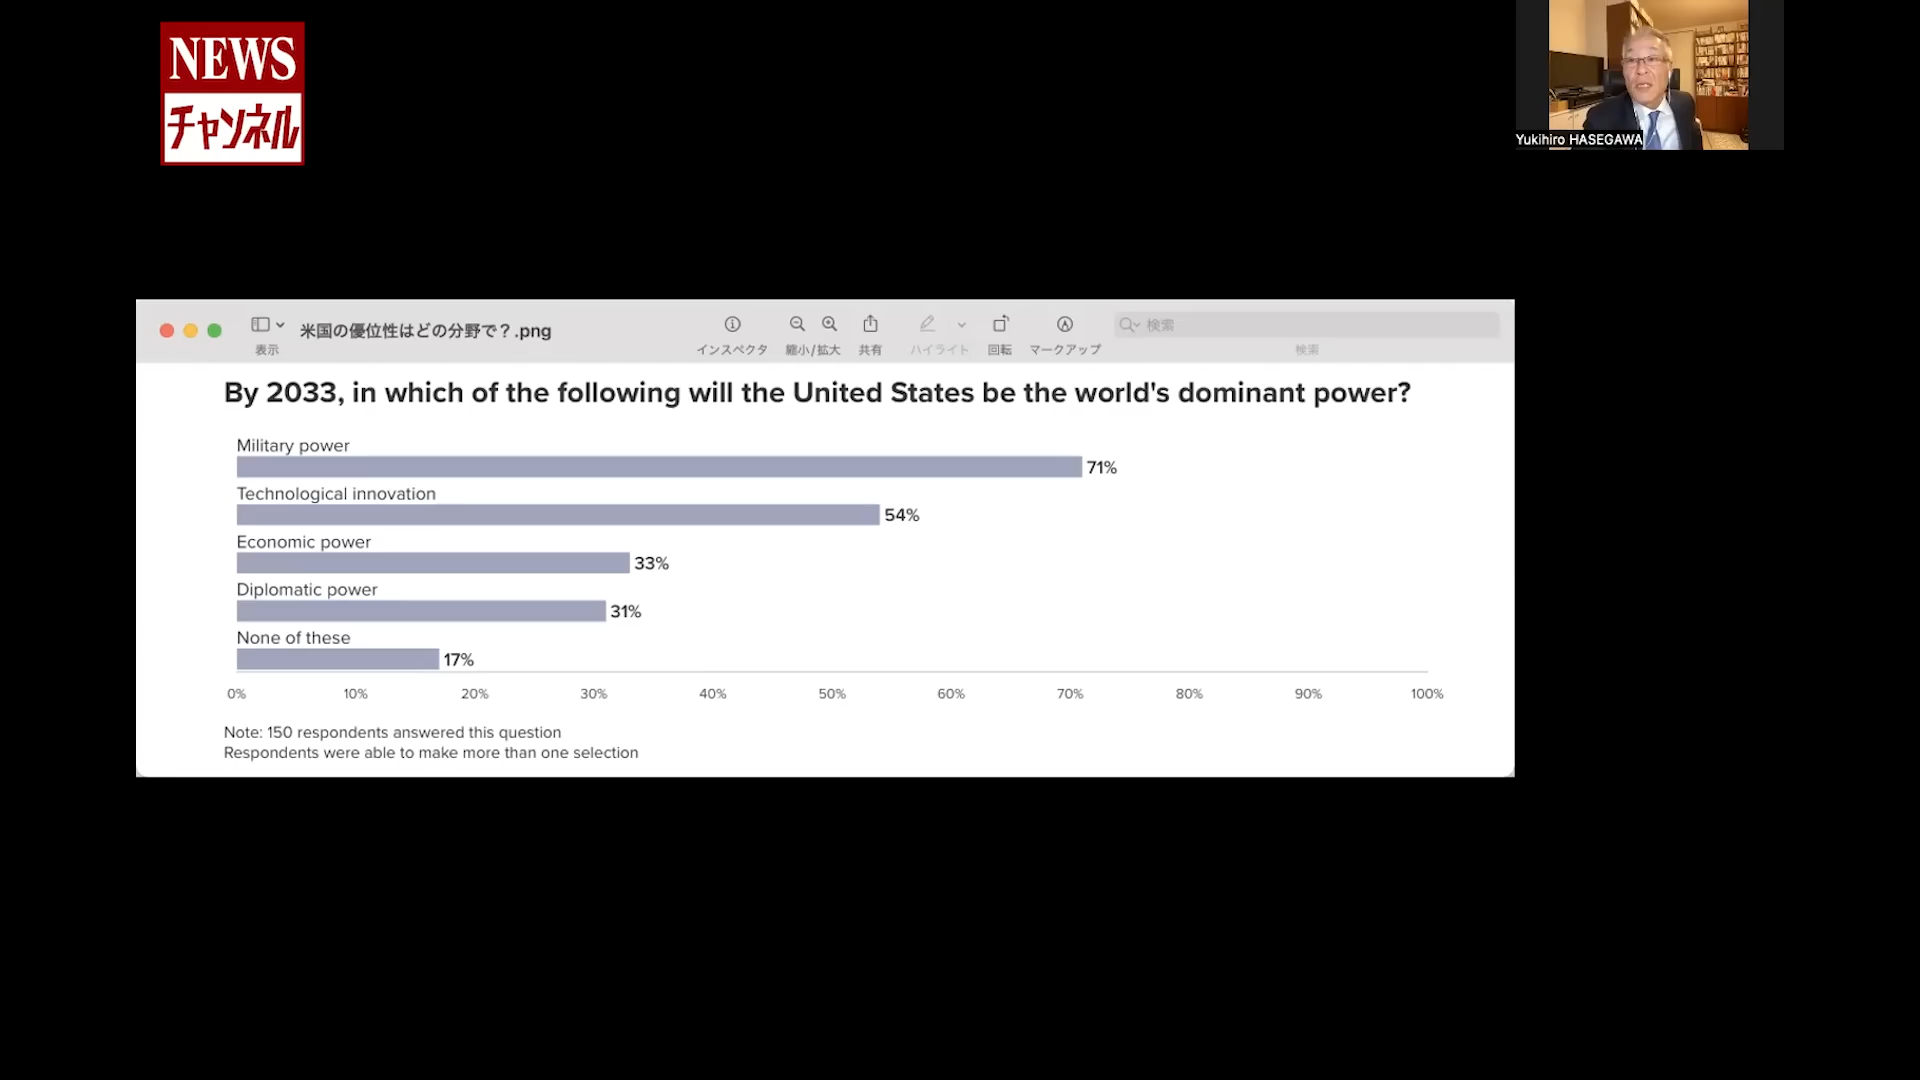 NEWS
チャンネル
Yukihiro HASEGAWA
表示
米国の優位性はどの分野で？.png
インスペクタ
縮小/拡大
共有
ハイライト
回転
マークアップ
検索
検索
By 2033, in which of the following will the United States be the world's dominant power?
Military power
71%
Technological innovation
54%
Economic power
33%
Diplomatic power
31%
None of these
17%
0% 10% 20% 30% 40% 50% 60% 70% 80% 90% 100%
Note: 150 respondents answered this question
Respondents were able to make more than one selection